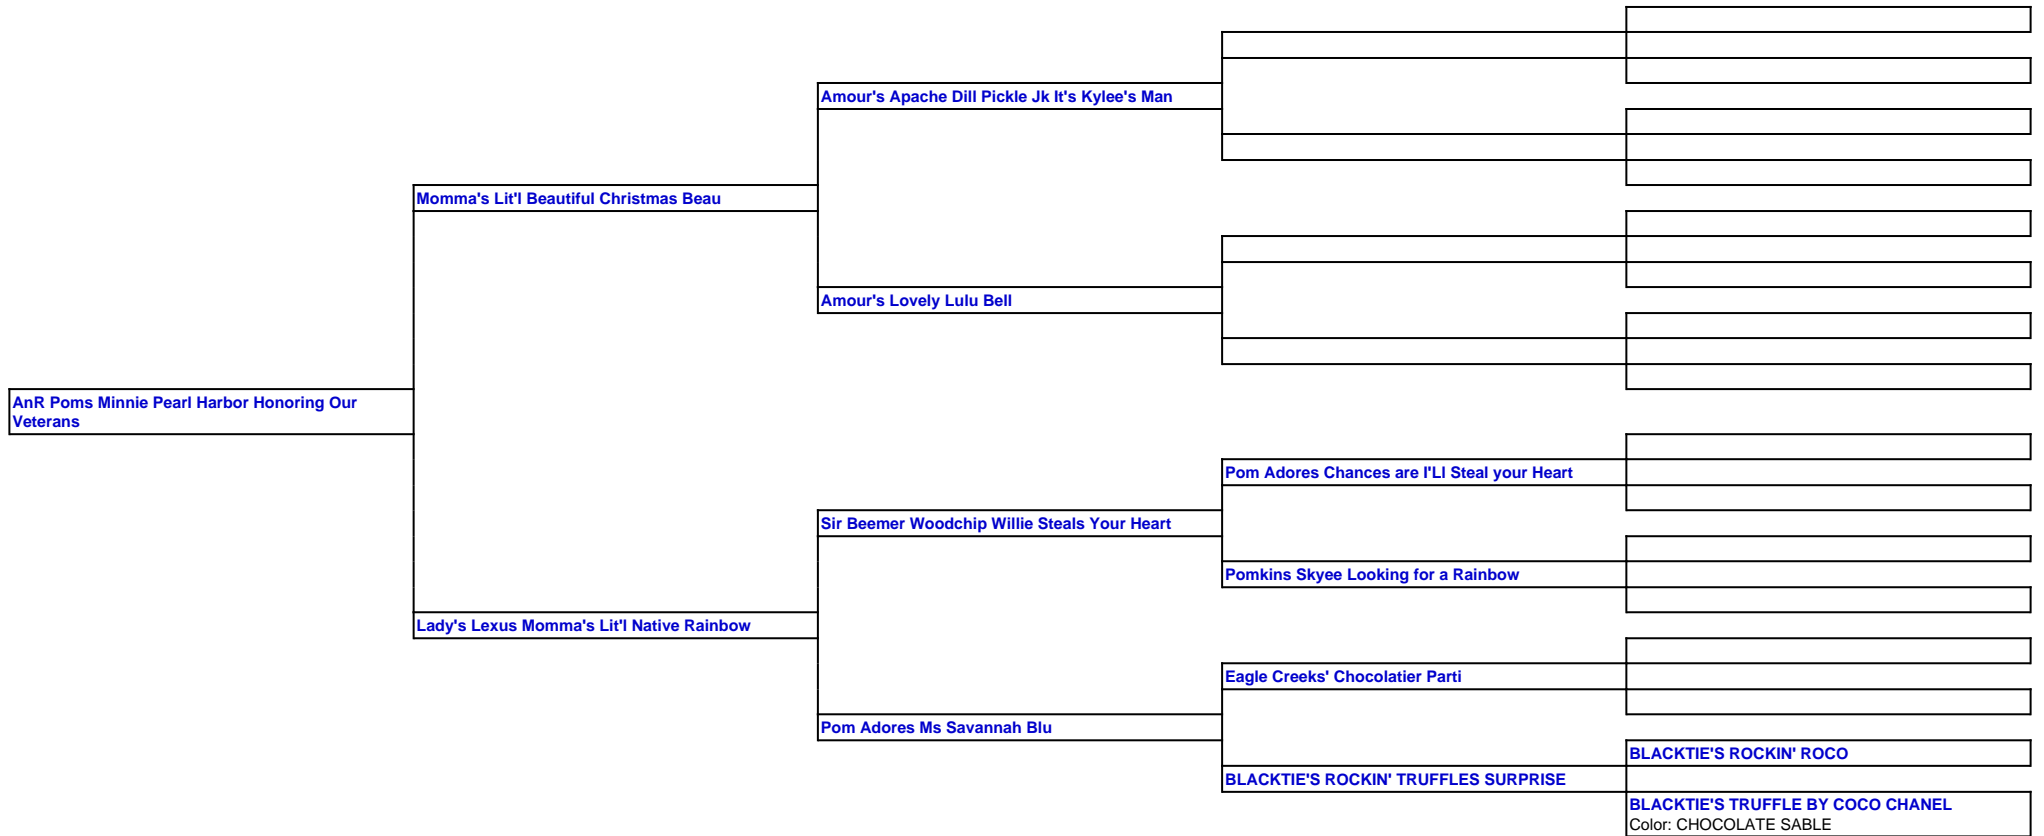 Amour's Apache Dill Pickle Jk It's Kylee's Man
Momma's Lit'l Beautiful Christmas Beau
Amour's Lovely Lulu Bell
AnR Poms Minnie Pearl Harbor Honoring Our
Veterans
Pom Adores Chances are I'Ll Steal your Heart
Sir Beemer Woodchip Willie Steals Your Heart
Pomkins Skyee Looking for a Rainbow
Lady's Lexus Momma's Lit'l Native Rainbow
Eagle Creeks' Chocolatier Parti
Pom Adores Ms Savannah Blu
BLACKTIE'S ROCKIN' ROCO
BLACKTIE'S ROCKIN' TRUFFLES SURPRISE
BLACKTIE'S TRUFFLE BY COCO CHANEL
Color: CHOCOLATE SABLE